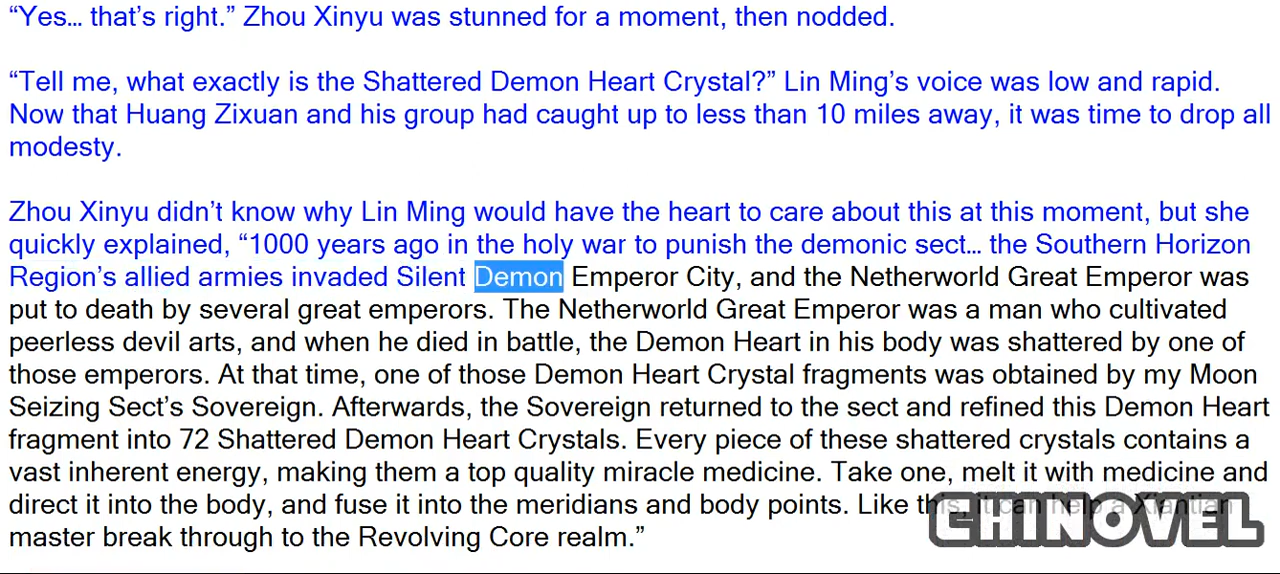 “Yes… that’s right.” Zhou Xinyu was stunned for a moment, then nodded.
“Tell me, what exactly is the Shattered Demon Heart Crystal?” Lin Ming’s voice was low and rapid.
Now that Huang Zixuan and his group had caught up to less than 10 miles away, it was time to drop all
modesty.
Zhou Xinyu didn’t know why Lin Ming would have the heart to care about this at this moment, but she
quickly explained, “1000 years ago in the holy war to punish the demonic sect… the Southern Horizon
Region’s allied armies invaded Silent Demon Emperor City, and the Netherworld Great Emperor was
put to death by several great emperors. The Netherworld Great Emperor was a man who cultivated
peerless devil arts, and when he died in battle, the Demon Heart in his body was shattered by one of
those emperors. At that time, one of those Demon Heart Crystal fragments was obtained by my Moon
Seizing Sect’s Sovereign. Afterwards, the Sovereign returned to the sect and refined this Demon Heart
fragment into 72 Shattered Demon Heart Crystals. Every piece of these shattered crystals contains a
vast inherent energy, making them a top quality miracle medicine. Take one, melt it with medicine and
direct it into the body, and fuse it into the meridians and body points. Like this, it can help a Xiantian
master break through to the Revolving Core realm.”
CHINOVEL